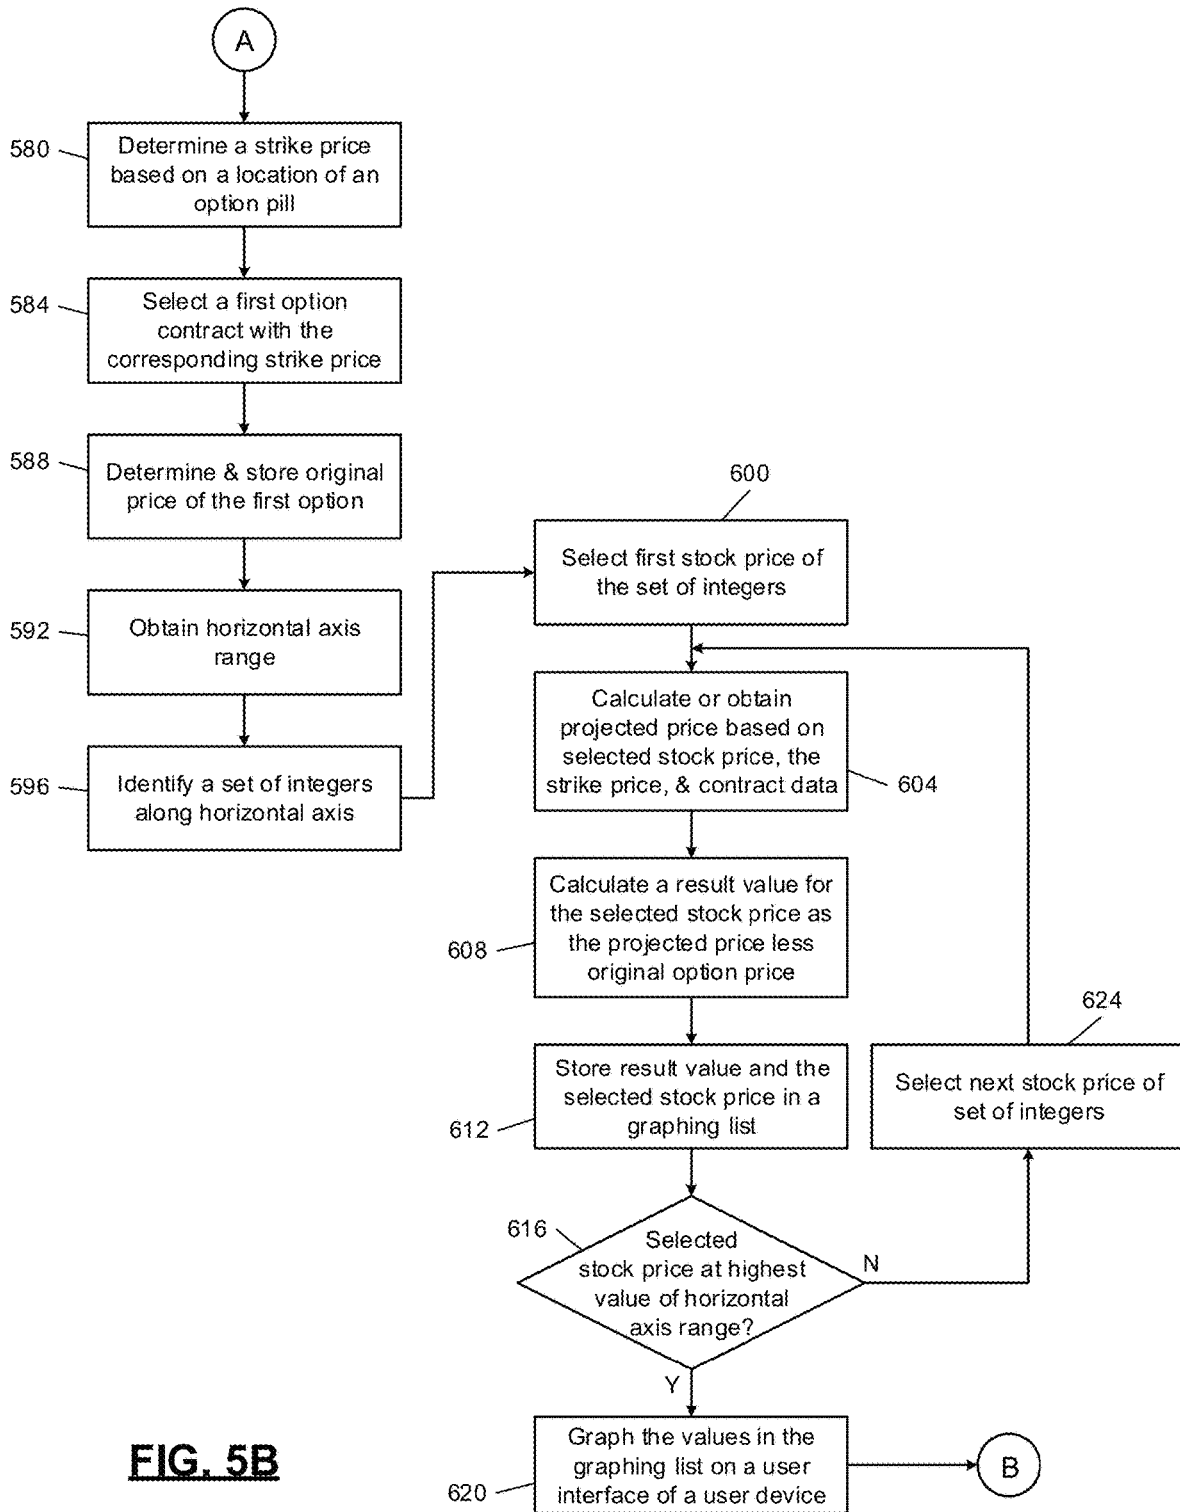 A
580
Determine a strike price
based on a location of an
option pill
584
Select a first option
contract with the
corresponding strike price
588
Determine & store original
price of the first option
592
Obtain horizontal axis
range
596
Identify a set of integers
along horizontal axis
600
Select first stock price of
the set of integers
Calculate or obtain
projected price based on
selected stock price, the
strike price, & contract data
604
Calculate a result value for
the selected stock price as
the projected price less
original option price
608
Store result value and the
selected stock price in a
graphing list
612
624
Select next stock price of
set of integers
616
Selected
stock price at highest
value of horizontal
axis range?
N
Y
Graph the values in the
graphing list on a user
interface of a user device
620
B
FIG. 5B